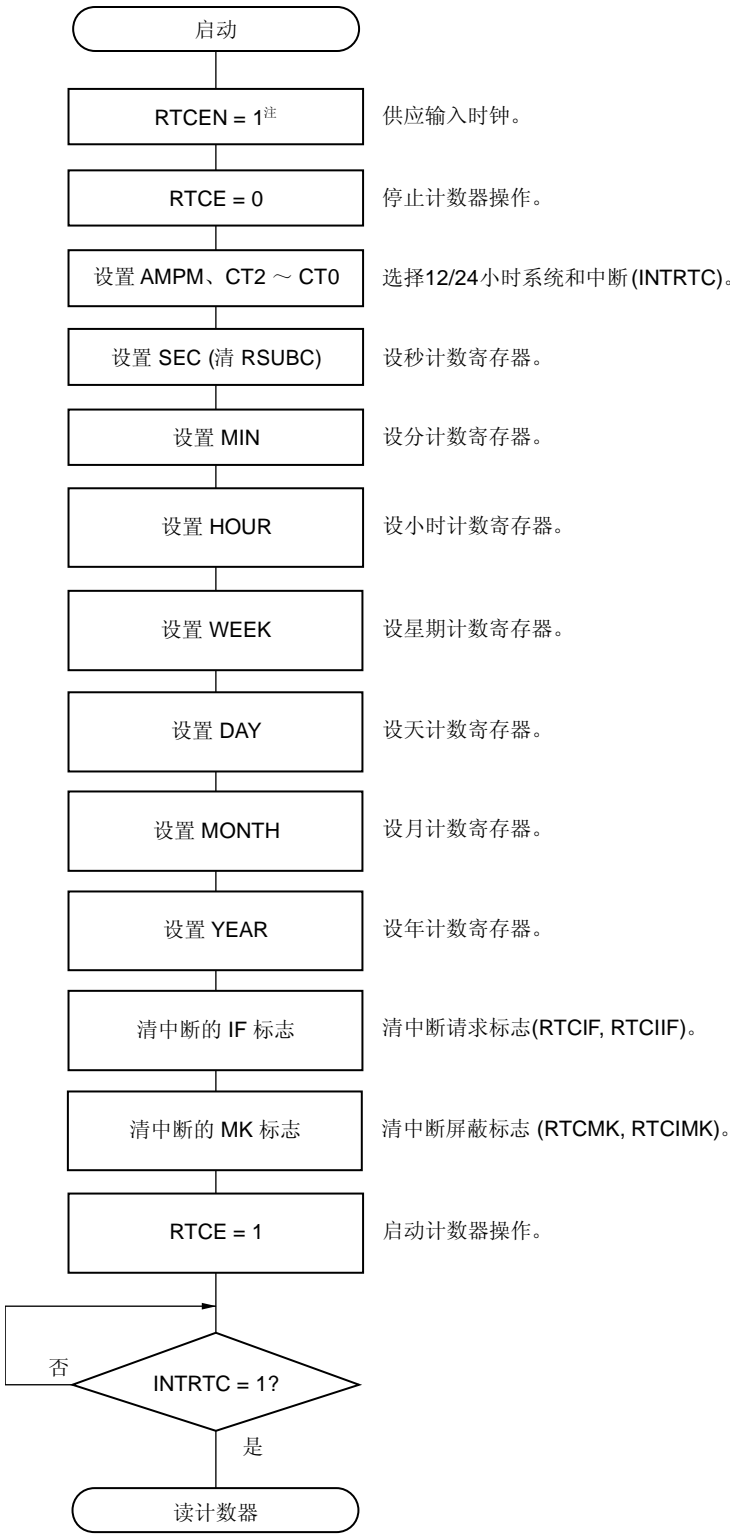 启动
RTCEN = 1注 供应输入时钟。
RTCE = 0 停止计数器操作。
设置 AMPM、CT2 ～ CT0 选择12/24小时系统和中断(INTRTC)。
设置 SEC (清 RSUBC) 设秒计数寄存器。
设置 MIN 设分计数寄存器。
设置 HOUR 设小时计数寄存器。
设置 WEEK 设星期计数寄存器。
设置 DAY 设天计数寄存器。
设置 MONTH 设月计数寄存器。
设置 YEAR 设年计数寄存器。
清中断的 IF 标志 清中断请求标志(RTCIF, RTCIIF)。
清中断的 MK 标志 清中断屏蔽标志 (RTCMK, RTCIMK)。
RTCE = 1 启动计数器操作。
否
INTRTC = 1?
是
读计数器